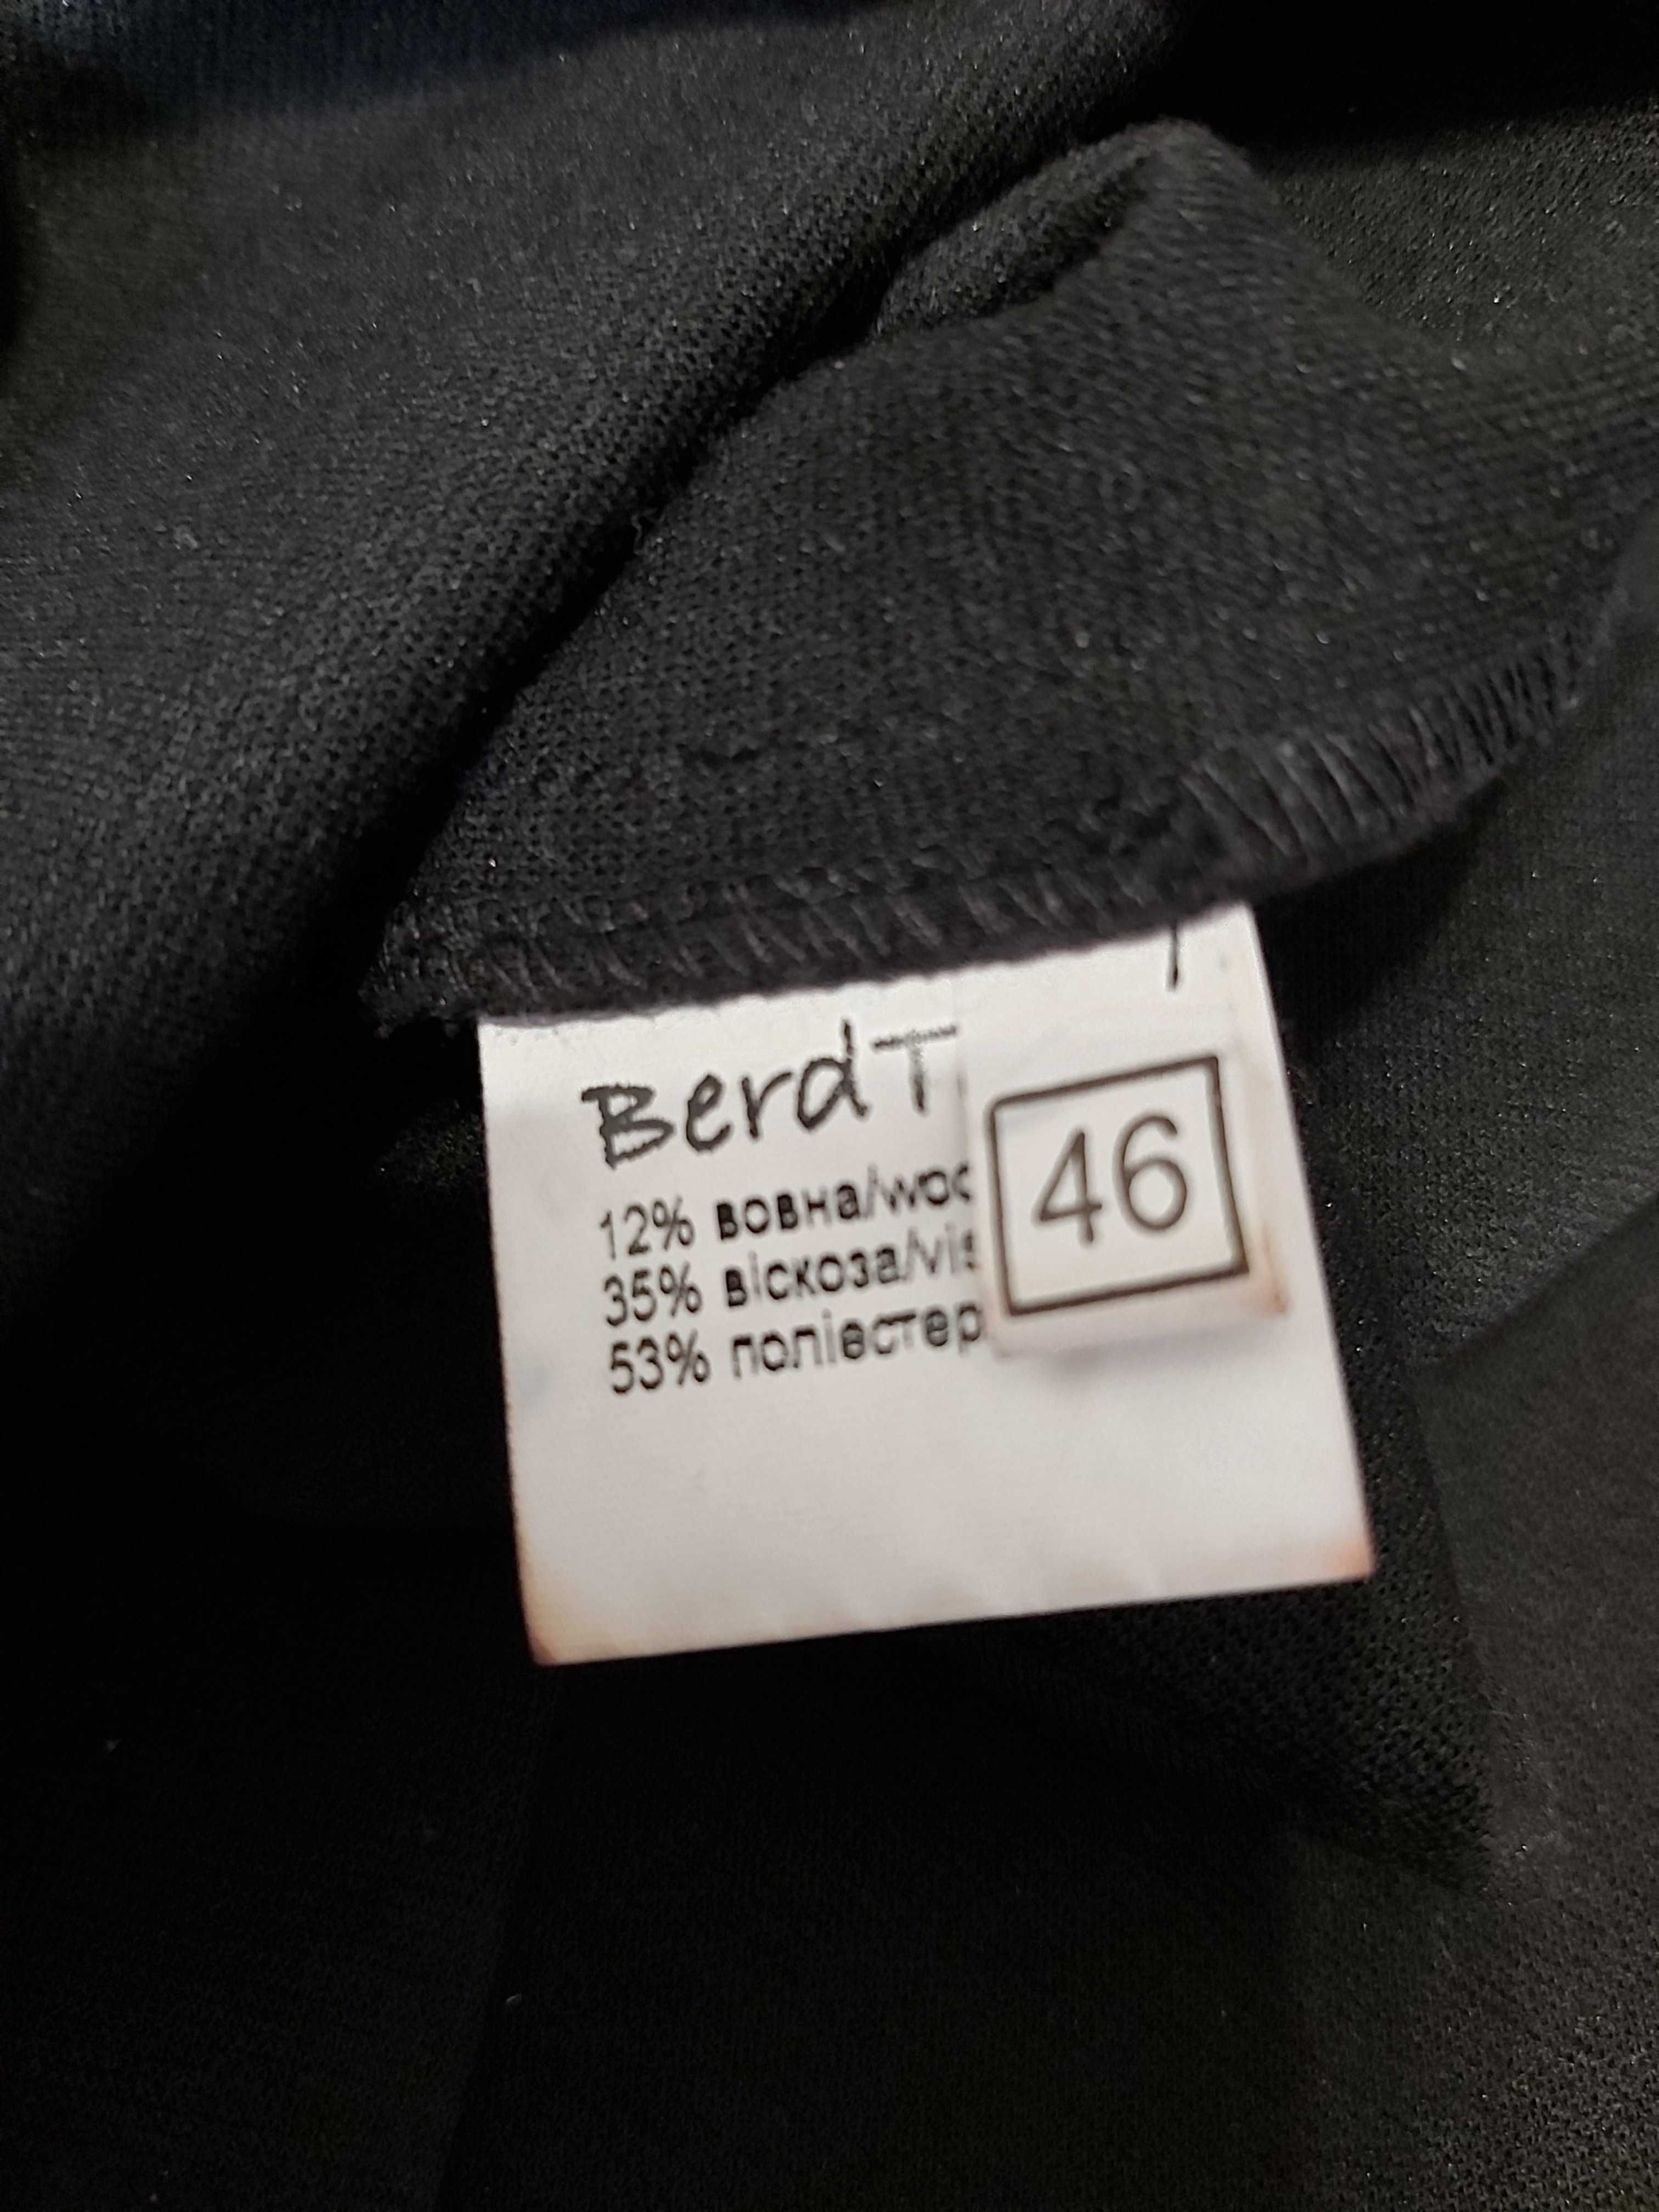 BerdT
46
12% вовна/woo
35% віскоза/vis
53% поліестер